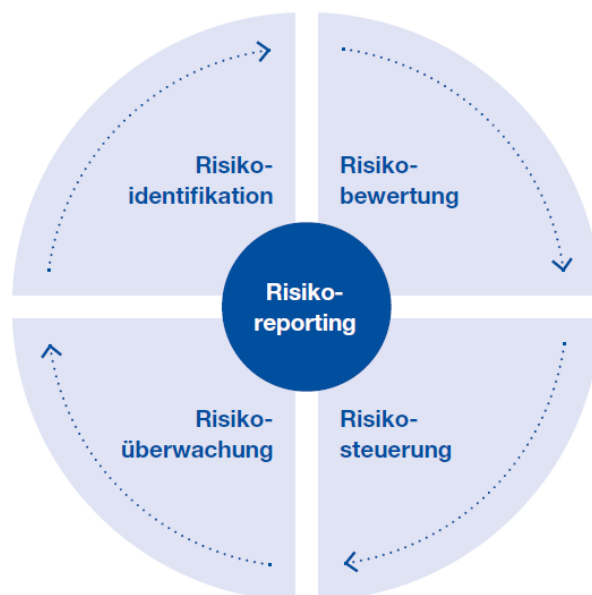 Risiko-
identifikation
Risiko-
bewertung
Risiko-
reporting
Risiko-
überwachung
Risiko-
steuerung